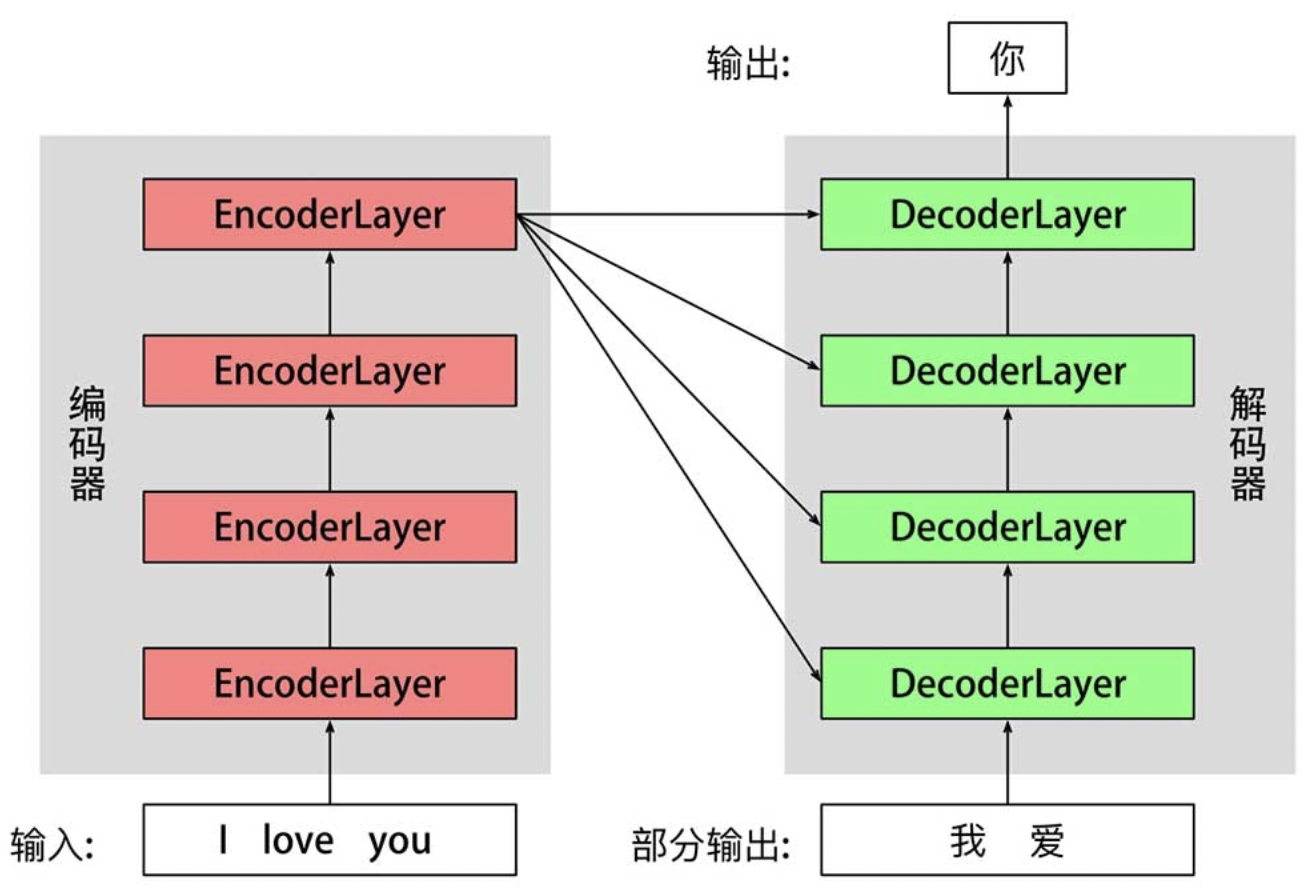 输出:
你
EncoderLayer
DecoderLayer
EncoderLayer
DecoderLayer
编码器
解码器
EncoderLayer
DecoderLayer
EncoderLayer
DecoderLayer
输入:
I love you
部分输出:
我 爱